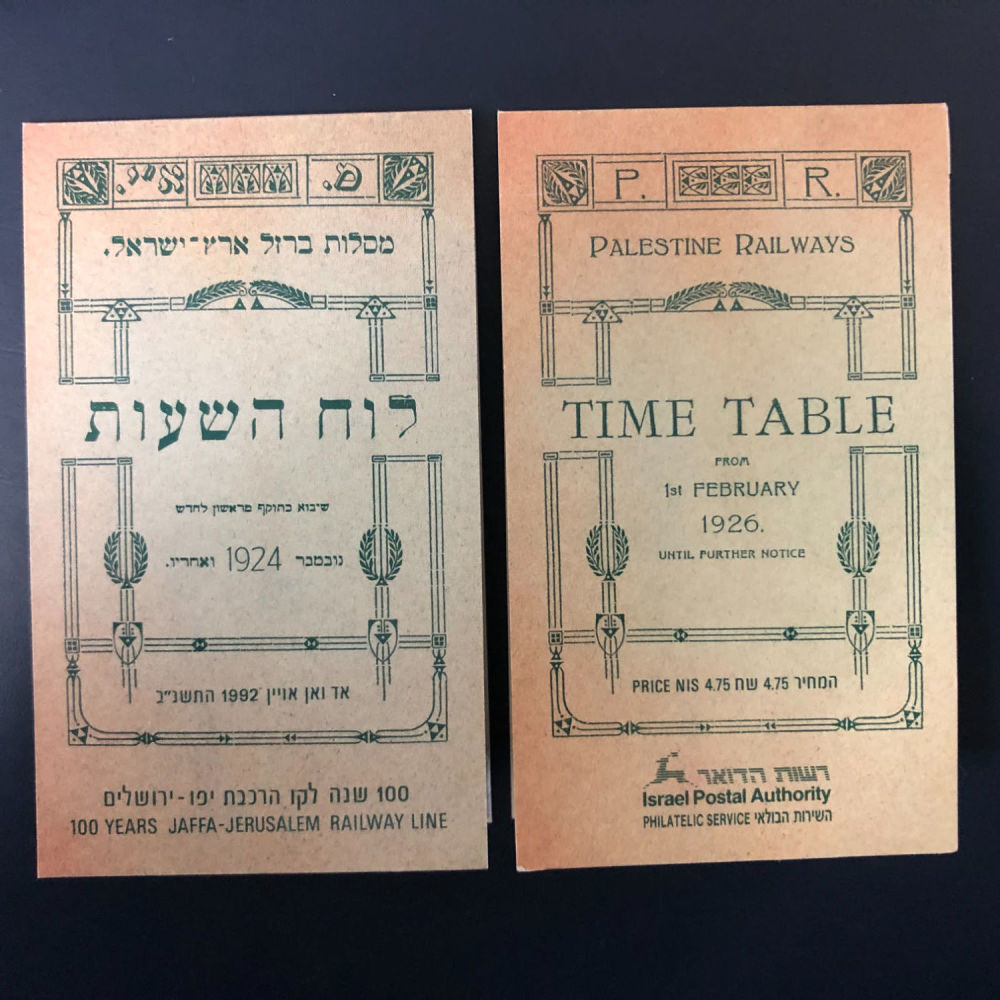 מ. א״י.
מסלות ברזל ארץ־ישראל.
לוח השעות
שיבוא בתוקף מראשון לחדש
נובמבר 1924 ואחריו.
אד ואן אויין 1992 התשנ״ב
100 שנה לקו הרכבת יפו - ירושלים
100 YEARS JAFFA-JERUSALEM RAILWAY LINE
P. R.
PALESTINE RAILWAYS
TIME TABLE
FROM
1st FEBRUARY
1926.
UNTIL FURTHER NOTICE
PRICE NIS 4.75 המחיר 4.75 שח
רשות הדואר
Israel Postal Authority
PHILATELIC SERVICE השירות הבולאי